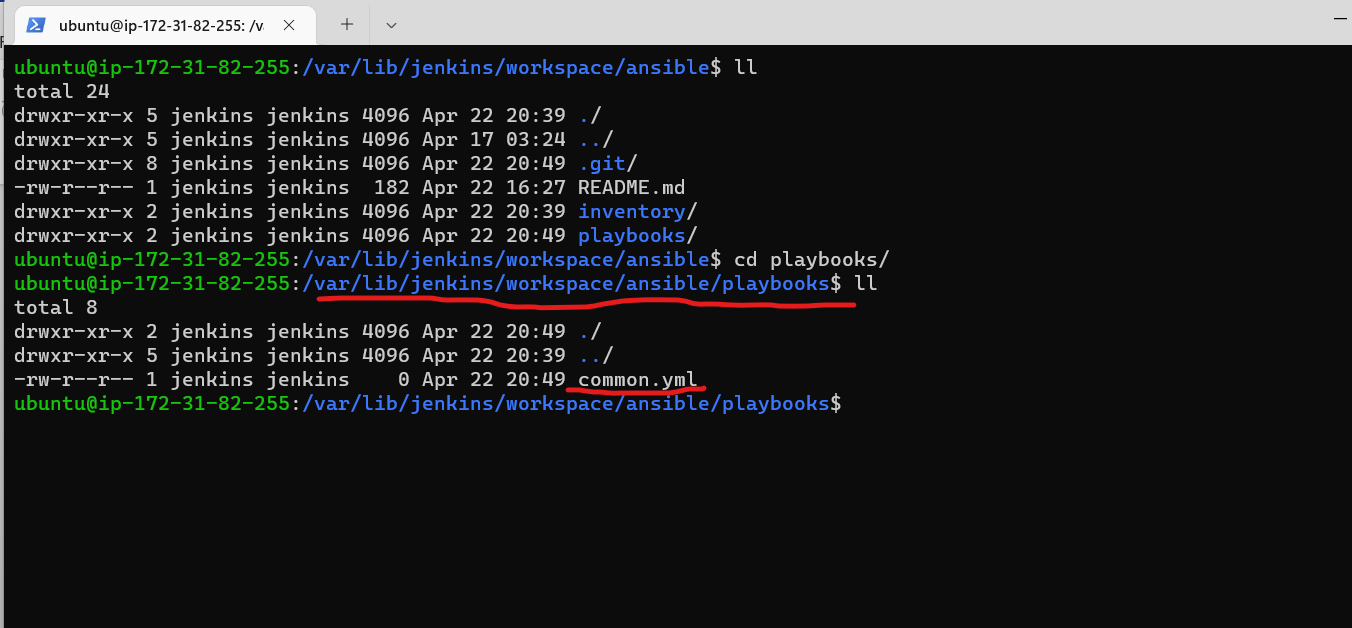 ubuntu@ip-172-31-82-255: /v
ubuntu@ip-172-31-82-255:/var/lib/jenkins/workspace/ansible$ ll
total 24
drwxr-xr-x 5 jenkins jenkins 4096 Apr 22 20:39 ./
drwxr-xr-x 5 jenkins jenkins 4096 Apr 17 03:24 ../
drwxr-xr-x 8 jenkins jenkins 4096 Apr 22 20:49 .git/
-rw-r--r-- 1 jenkins jenkins  182 Apr 22 16:27 README.md
drwxr-xr-x 2 jenkins jenkins 4096 Apr 22 20:39 inventory/
drwxr-xr-x 2 jenkins jenkins 4096 Apr 22 20:49 playbooks/
ubuntu@ip-172-31-82-255:/var/lib/jenkins/workspace/ansible$ cd playbooks/
ubuntu@ip-172-31-82-255:/var/lib/jenkins/workspace/ansible/playbooks$ ll
total 8
drwxr-xr-x 2 jenkins jenkins 4096 Apr 22 20:49 ./
drwxr-xr-x 5 jenkins jenkins 4096 Apr 22 20:39 ../
-rw-r--r-- 1 jenkins jenkins    0 Apr 22 20:49 common.yml
ubuntu@ip-172-31-82-255:/var/lib/jenkins/workspace/ansible/playbooks$